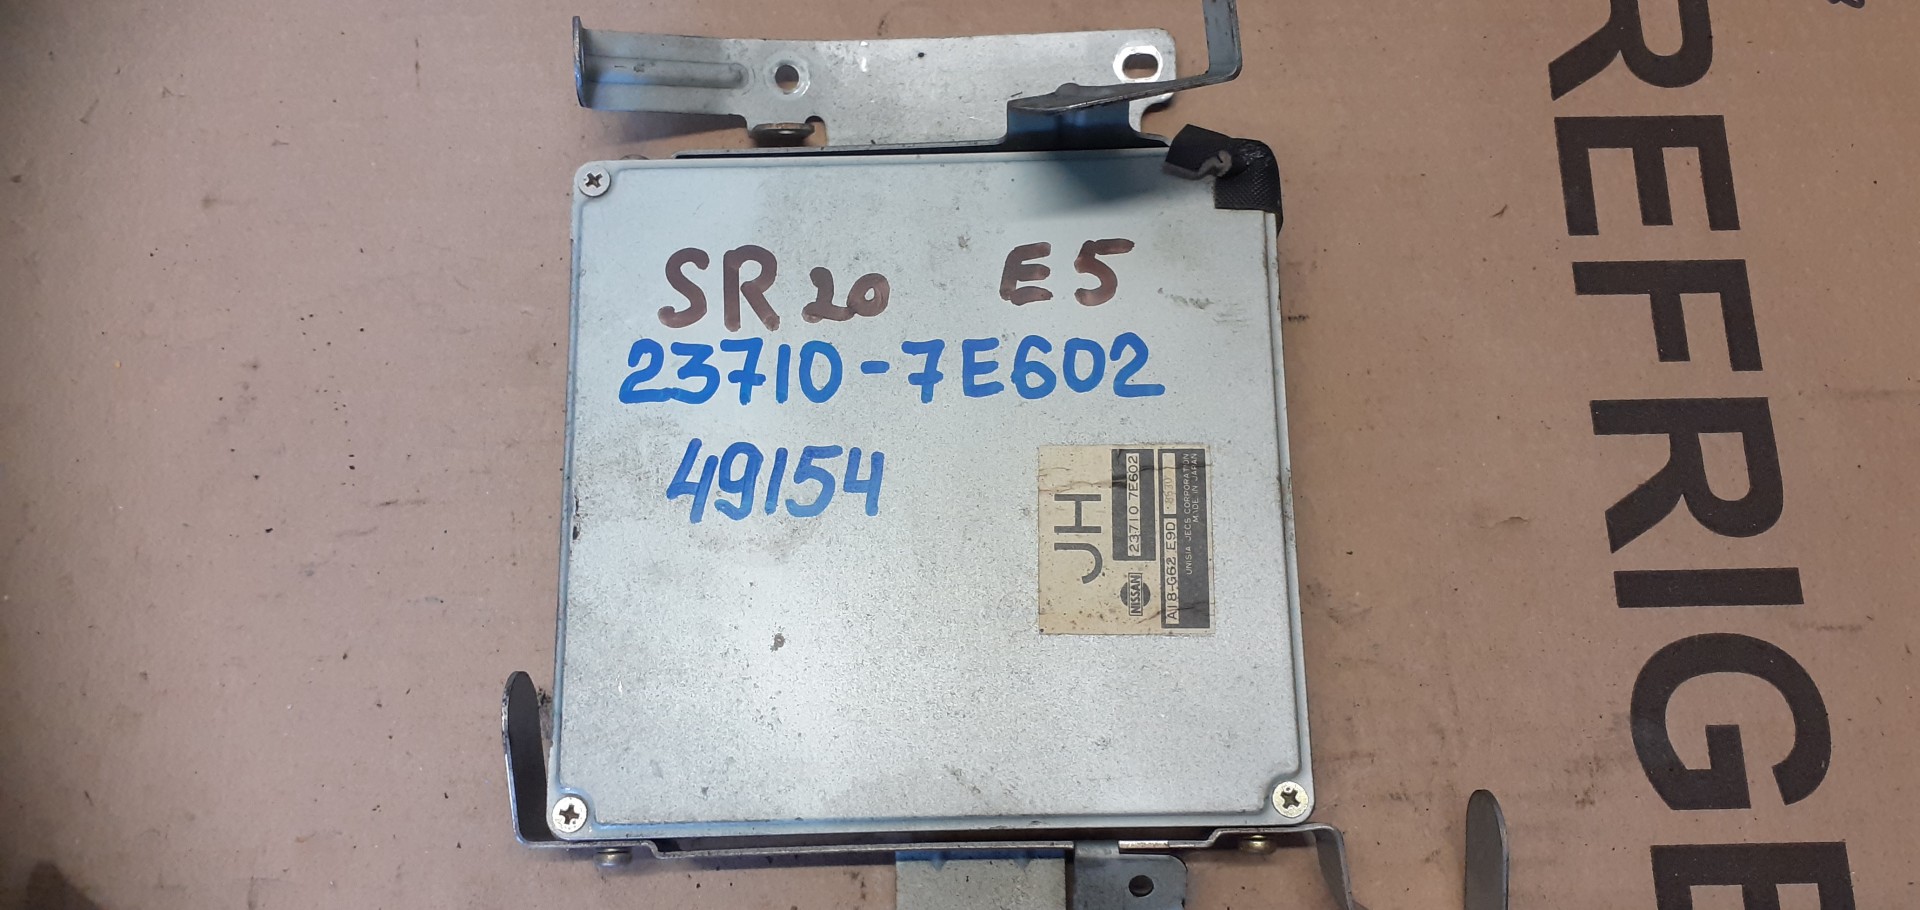 SR20 E5
23710-7E602
49154
JH
NISSAN
23710 7E602
A18-G62 E9D
UNISIA JECS CORPORATION
MADE IN JAPAN
REFRIGE